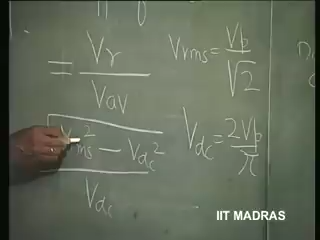 = Vr / Vav
Vrms = Vp / √2
√(Vrms² - Vdc²) / Vdc
Vdc = 2Vp / π
IIT MADRAS